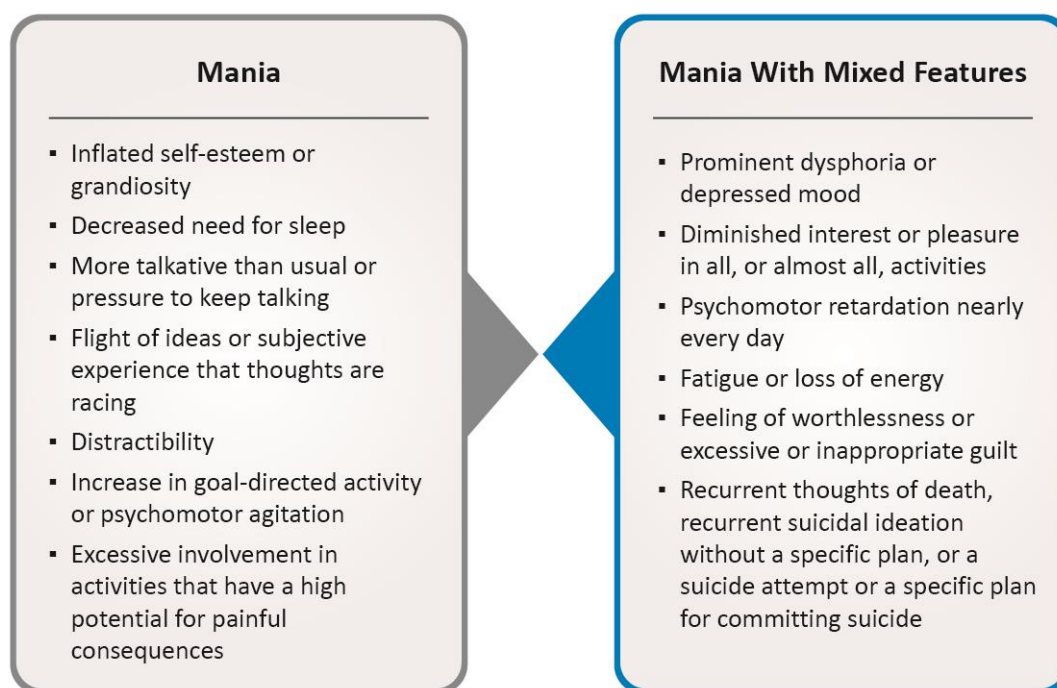 Mania
▪ Inflated self-esteem or
grandiosity
▪ Decreased need for sleep
▪ More talkative than usual or
pressure to keep talking
▪ Flight of ideas or subjective
experience that thoughts are
racing
▪ Distractibility
▪ Increase in goal-directed activity
or psychomotor agitation
▪ Excessive involvement in
activities that have a high
potential for painful
consequences
Mania With Mixed Features
▪ Prominent dysphoria or
depressed mood
▪ Diminished interest or pleasure
in all, or almost all, activities
▪ Psychomotor retardation nearly
every day
▪ Fatigue or loss of energy
▪ Feeling of worthlessness or
excessive or inappropriate guilt
▪ Recurrent thoughts of death,
recurrent suicidal ideation
without a specific plan, or a
suicide attempt or a specific plan
for committing suicide